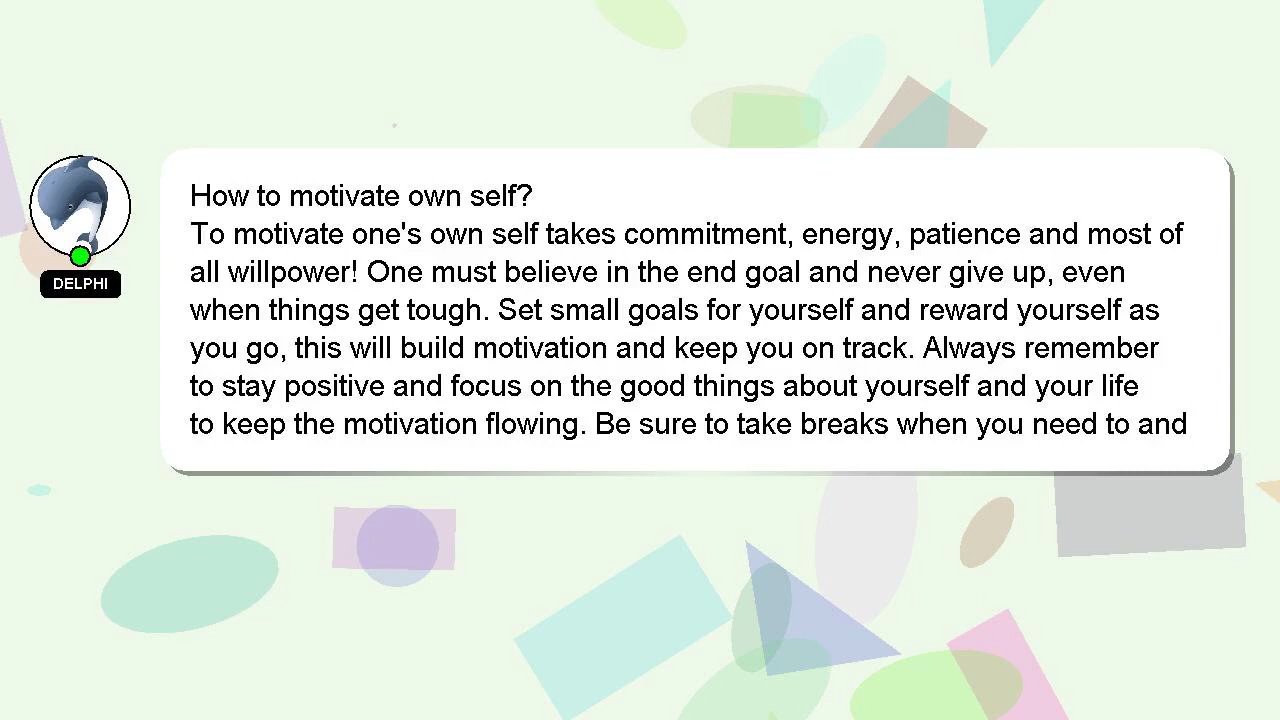 How to motivate own self?
To motivate one's own self takes commitment, energy, patience and most of
all willpower! One must believe in the end goal and never give up, even
when things get tough. Set small goals for yourself and reward yourself as
you go, this will build motivation and keep you on track. Always remember
to stay positive and focus on the good things about yourself and your life
to keep the motivation flowing. Be sure to take breaks when you need to and
DELPHI